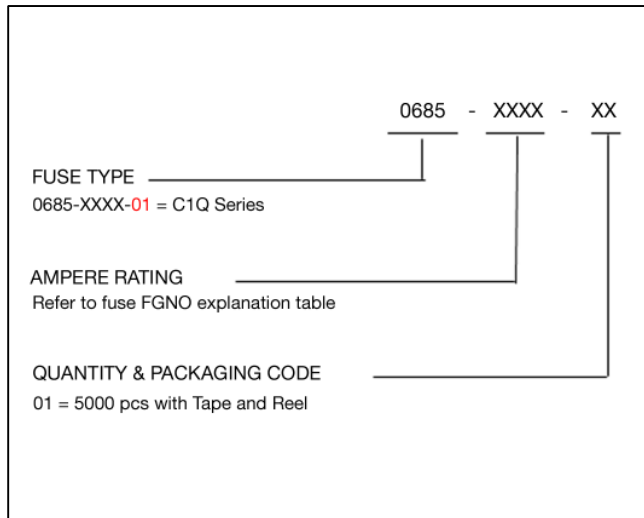 0685 - XXXX - XX
FUSE TYPE
0685-XXXX-01 = C1Q Series
AMPERE RATING
Refer to fuse FGNO explanation table
QUANTITY & PACKAGING CODE
01 = 5000 pcs with Tape and Reel